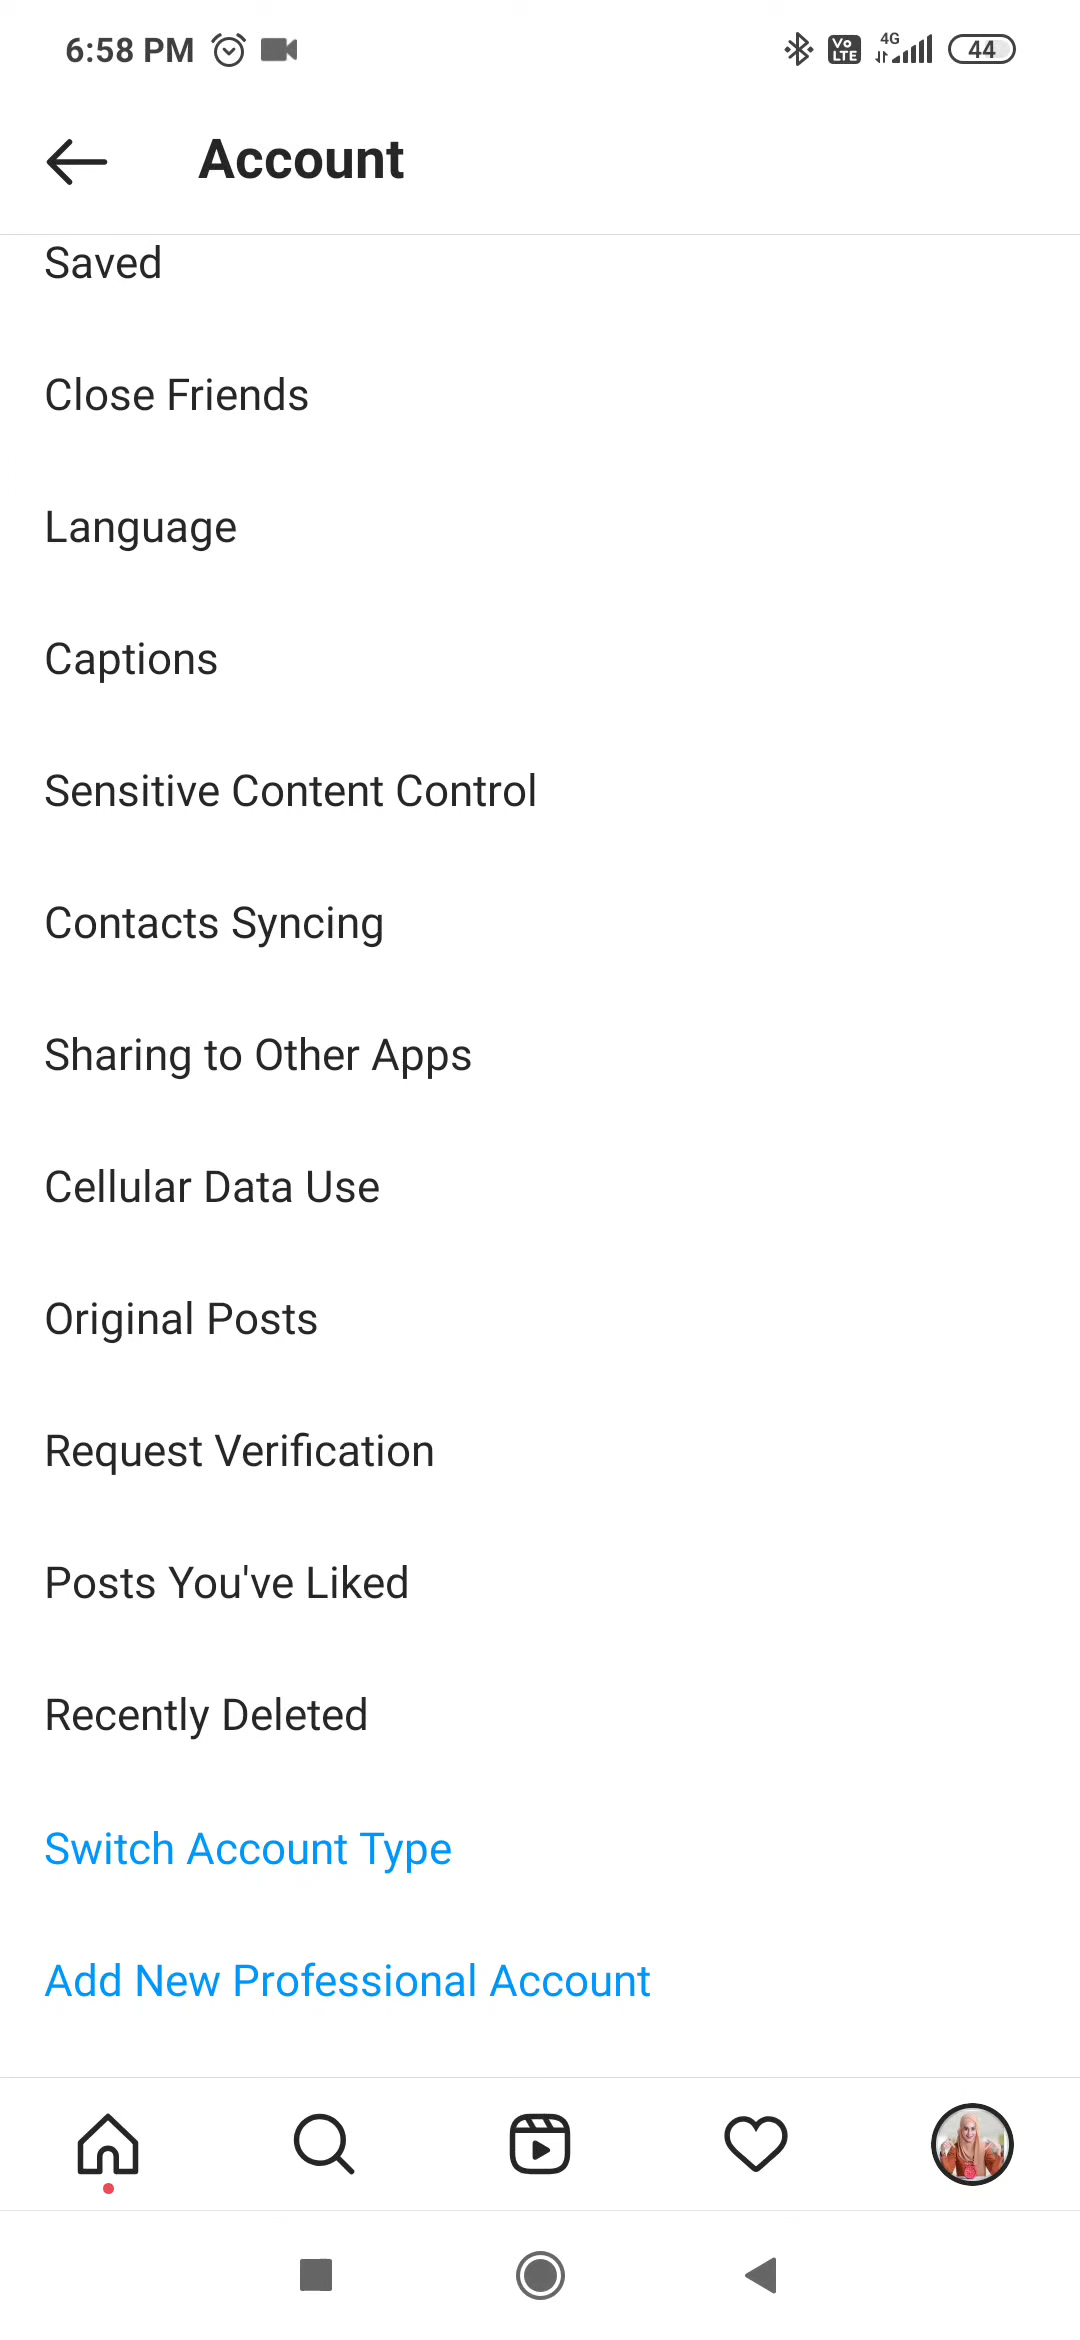 6:58 PM
Vo LTE
4G
44
Account
Saved
Close Friends
Language
Captions
Sensitive Content Control
Contacts Syncing
Sharing to Other Apps
Cellular Data Use
Original Posts
Request Verification
Posts You've Liked
Recently Deleted
Switch Account Type
Add New Professional Account